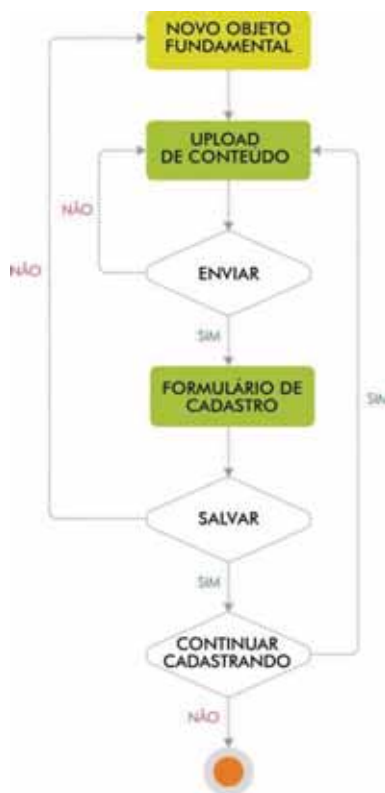 NOVO OBJETO
FUNDAMENTAL
UPLOAD
DE CONTEÚDO
NÃO
NÃO
ENVIAR
SIM
FORMULÁRIO DE
CADASTRO
SIM
SALVAR
SIM
CONTINUAR
CADASTRANDO
NÃO